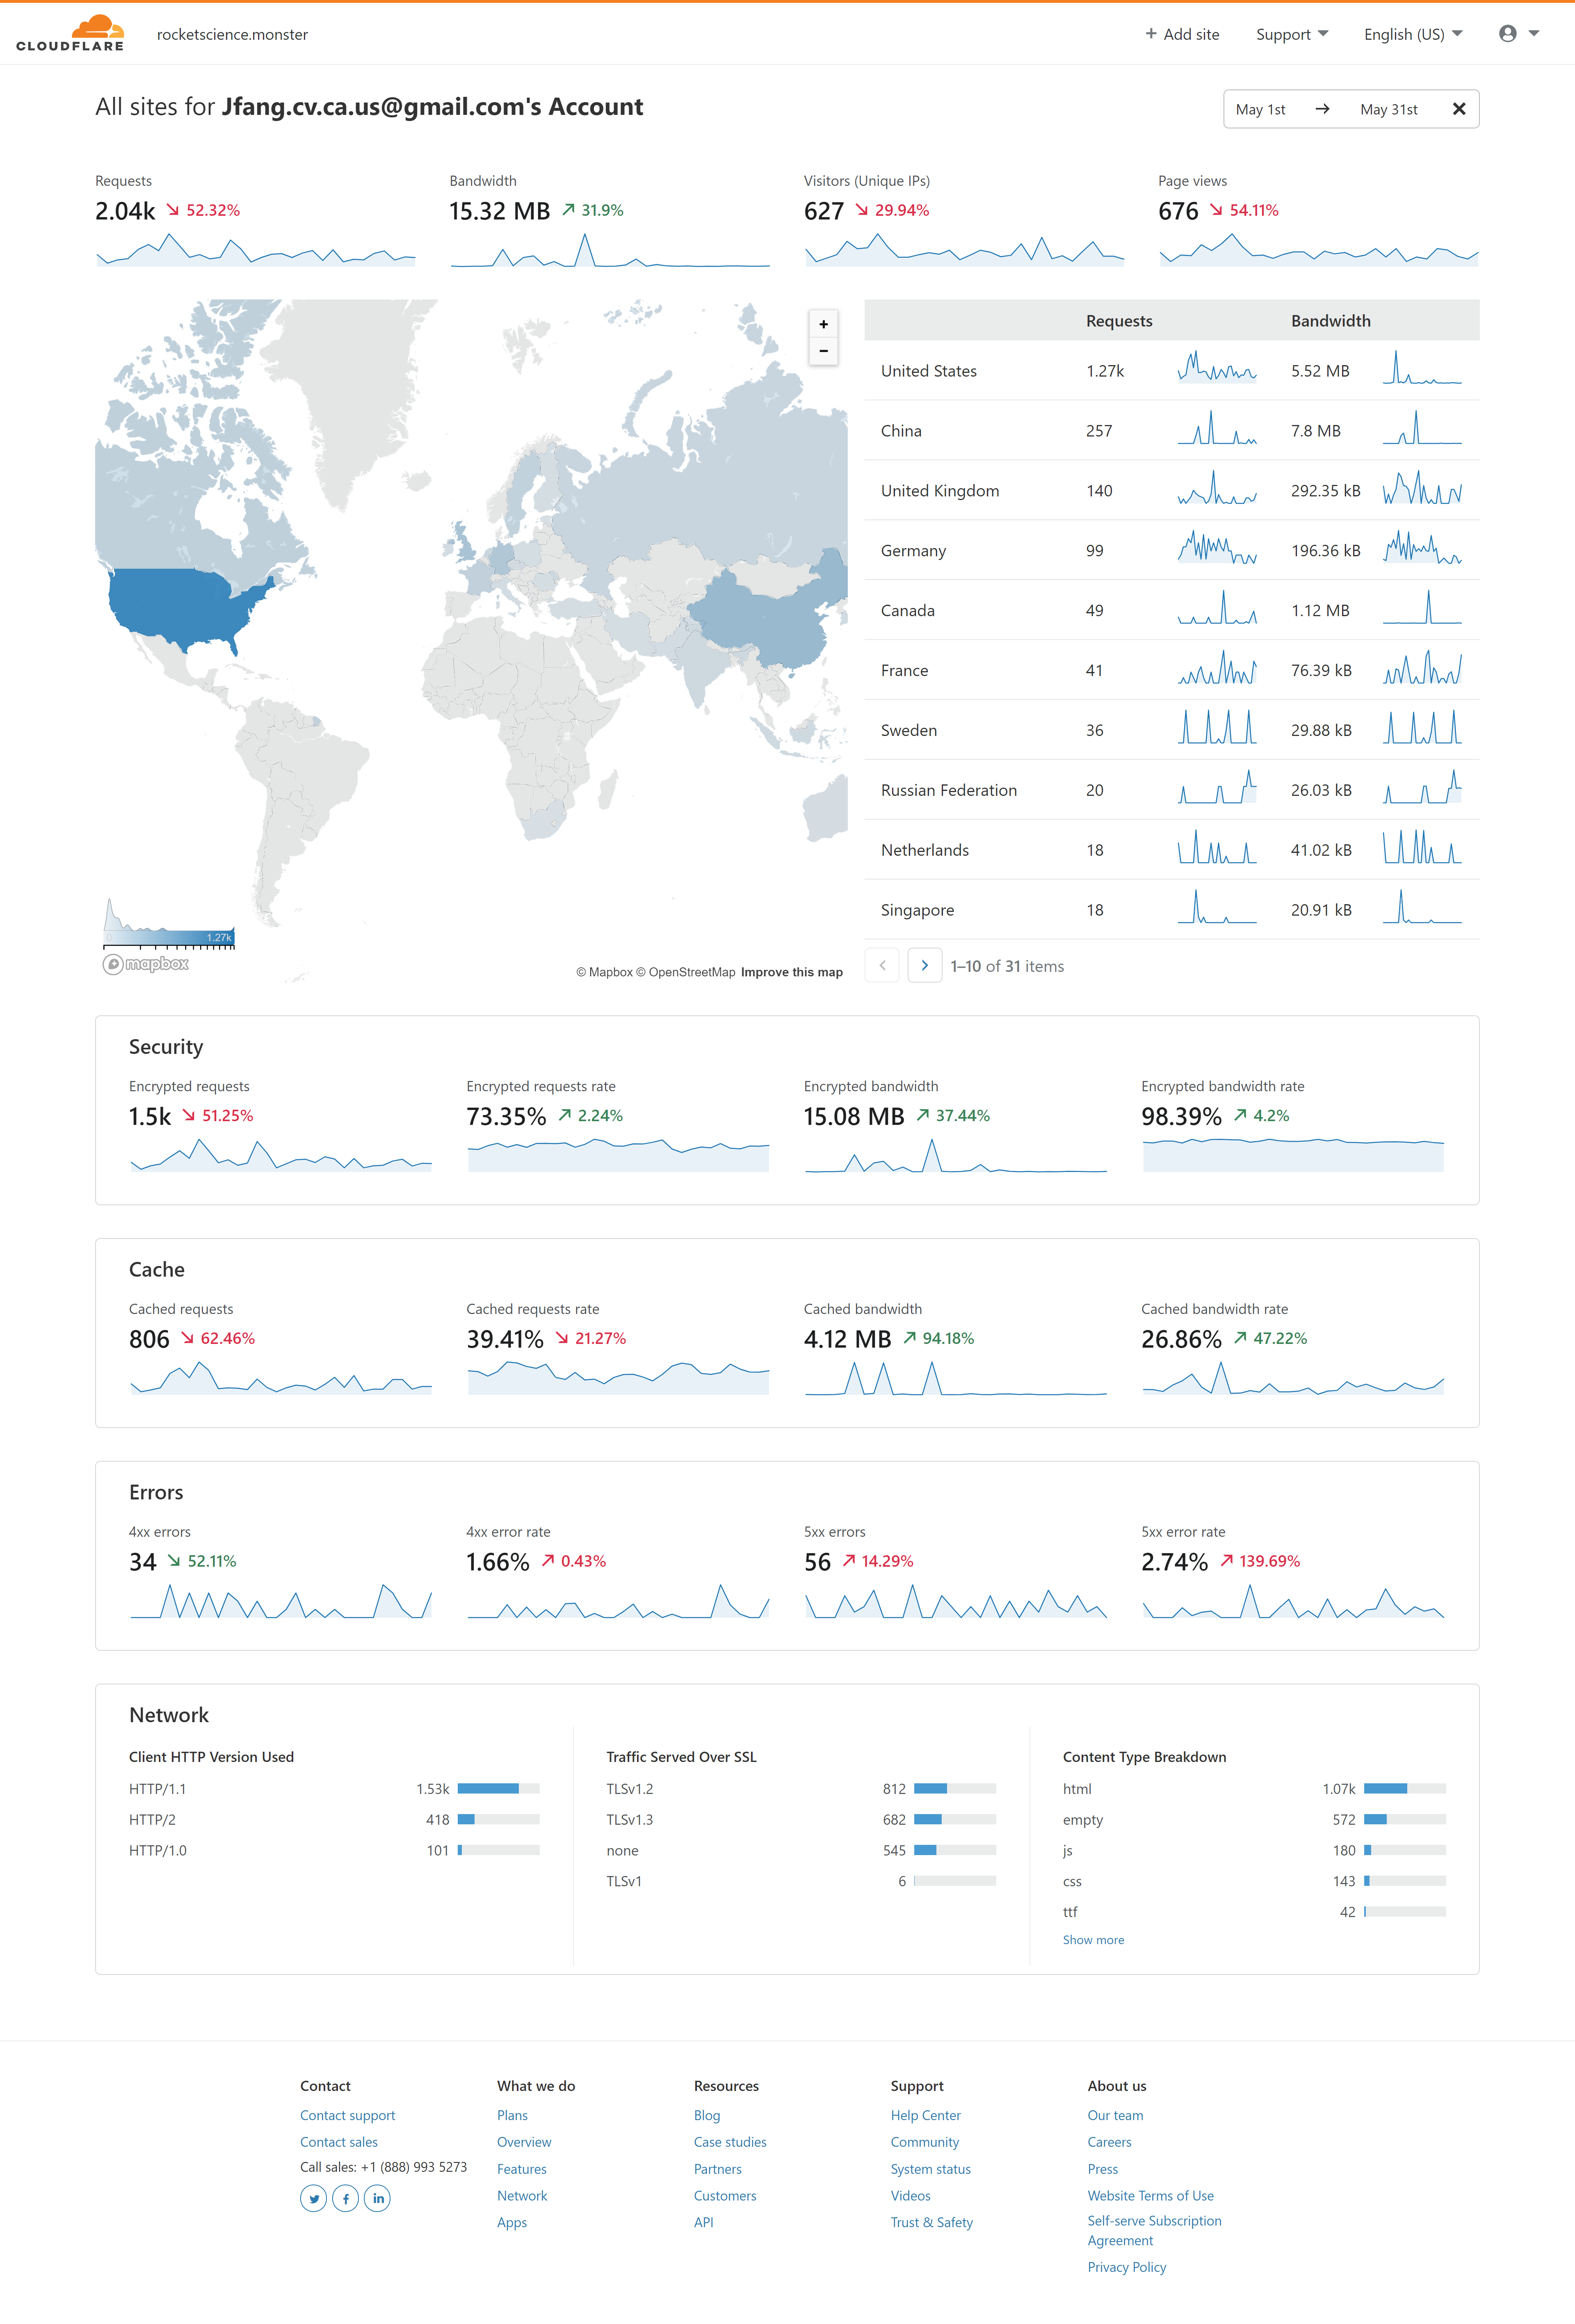 CLOUDFLARE
rocketscience.monster
+ Add site
Support
English (US)
All sites for Jfang.cv.ca.us@gmail.com's Account
May 1st → May 31st
Requests
2.04k ↘ 52.32%
Bandwidth
15.32 MB ↗ 31.9%
Visitors (Unique IPs)
627 ↘ 29.94%
Page views
676 ↘ 54.11%
+
−
0 1.27k
mapbox
© Mapbox © OpenStreetMap Improve this map
Requests Bandwidth
United States 1.27k 5.52 MB
China 257 7.8 MB
United Kingdom 140 292.35 kB
Germany 99 196.36 kB
Canada 49 1.12 MB
France 41 76.39 kB
Sweden 36 29.88 kB
Russian Federation 20 26.03 kB
Netherlands 18 41.02 kB
Singapore 18 20.91 kB
1–10 of 31 items
Security
Encrypted requests
1.5k ↘ 51.25%
Encrypted requests rate
73.35% ↗ 2.24%
Encrypted bandwidth
15.08 MB ↗ 37.44%
Encrypted bandwidth rate
98.39% ↗ 4.2%
Cache
Cached requests
806 ↘ 62.46%
Cached requests rate
39.41% ↘ 21.27%
Cached bandwidth
4.12 MB ↗ 94.18%
Cached bandwidth rate
26.86% ↗ 47.22%
Errors
4xx errors
34 ↘ 52.11%
4xx error rate
1.66% ↗ 0.43%
5xx errors
56 ↗ 14.29%
5xx error rate
2.74% ↗ 139.69%
Network
Client HTTP Version Used
HTTP/1.1 1.53k
HTTP/2 418
HTTP/1.0 101
Traffic Served Over SSL
TLSv1.2 812
TLSv1.3 682
none 545
TLSv1 6
Content Type Breakdown
html 1.07k
empty 572
js 180
css 143
ttf 42
Show more
Contact
Contact support
Contact sales
Call sales: +1 (888) 993 5273
What we do
Plans
Overview
Features
Network
Apps
Resources
Blog
Case studies
Partners
Customers
API
Support
Help Center
Community
System status
Videos
Trust & Safety
About us
Our team
Careers
Press
Website Terms of Use
Self-serve Subscription
Agreement
Privacy Policy